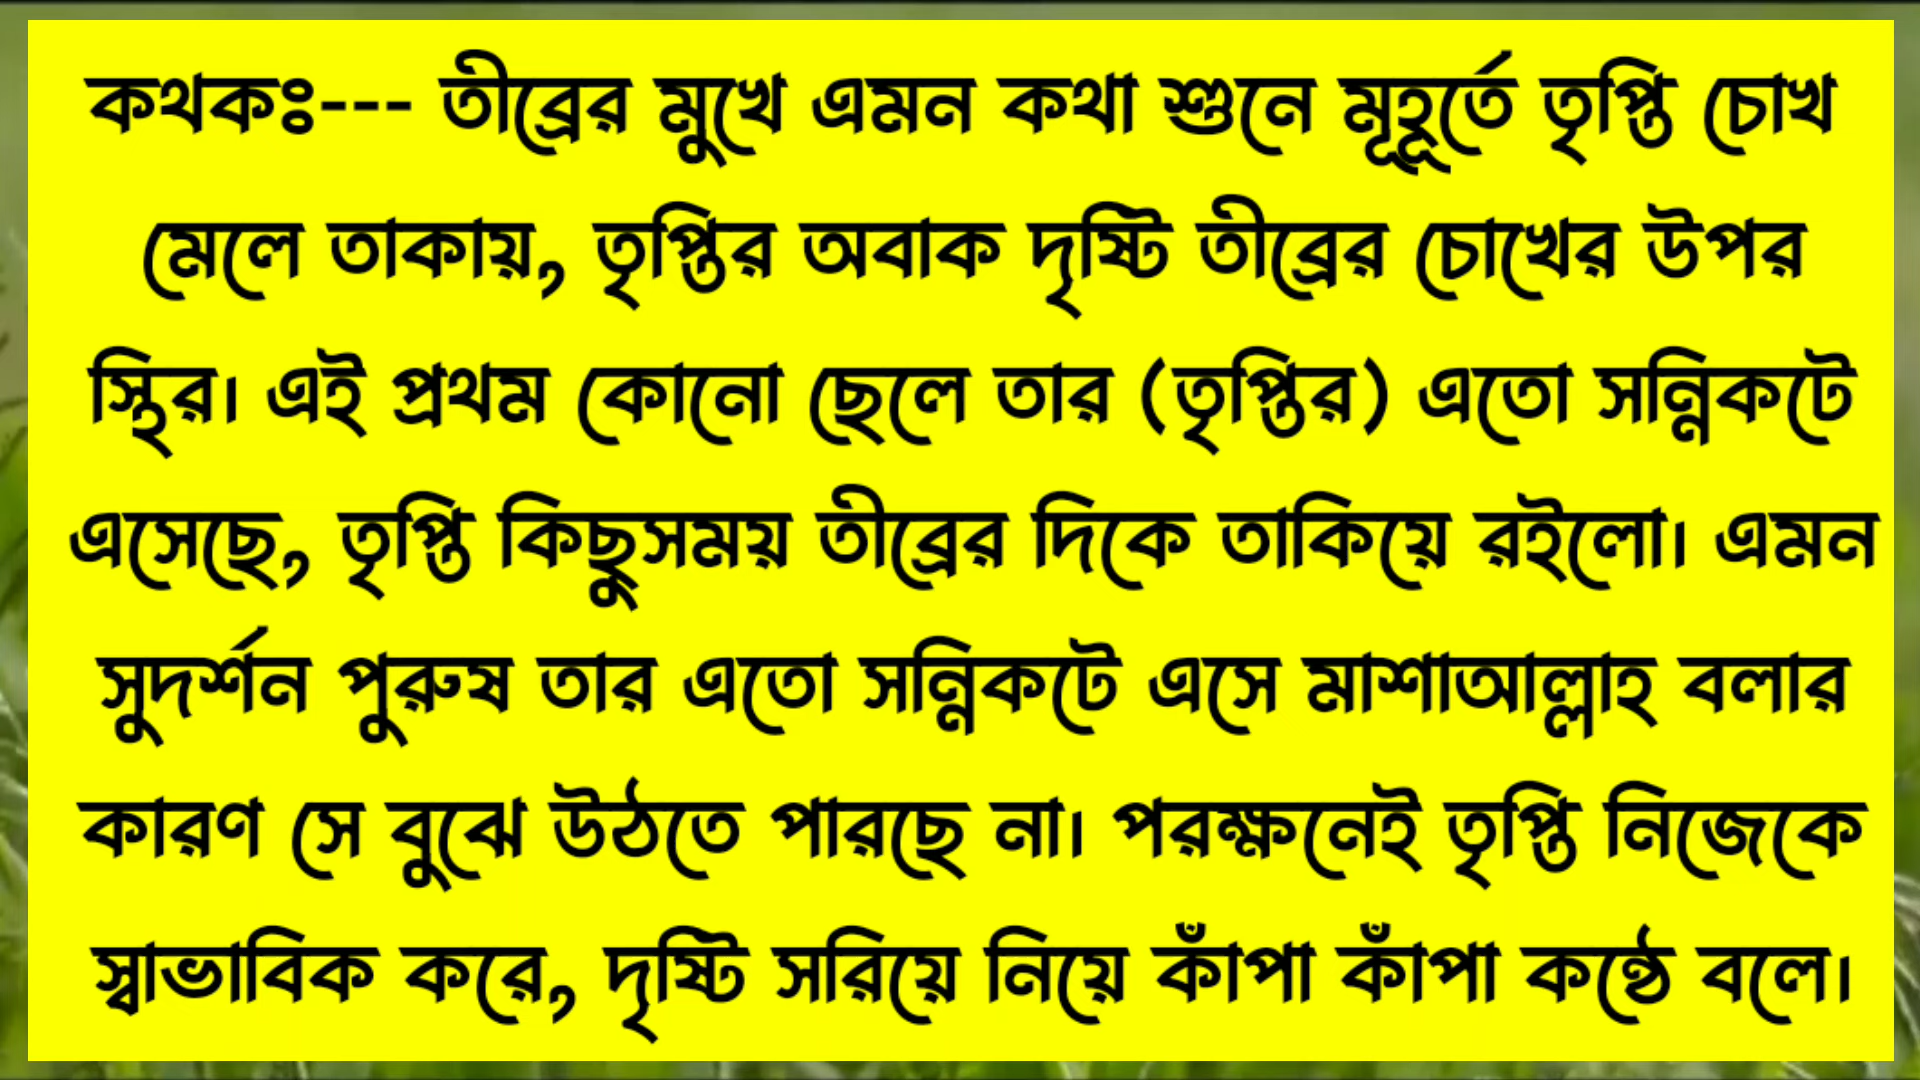 কথকঃ--- তীব্রের মুখে এমন কথা শুনে মূহূর্তে তৃপ্তি চোখ
মেলে তাকায়, তৃপ্তির অবাক দৃষ্টি তীব্রের চোখের উপর
স্থির। এই প্রথম কোনো ছেলে তার (তৃপ্তির) এতো সন্নিকটে
এসেছে, তৃপ্তি কিছুসময় তীব্রের দিকে তাকিয়ে রইলো। এমন
সুদর্শন পুরুষ তার এতো সন্নিকটে এসে মাশাআল্লাহ বলার
কারণ সে বুঝে উঠতে পারছে না। পরক্ষনেই তৃপ্তি নিজেকে
স্বাভাবিক করে, দৃষ্টি সরিয়ে নিয়ে কাঁপা কাঁপা কন্ঠে বলে।